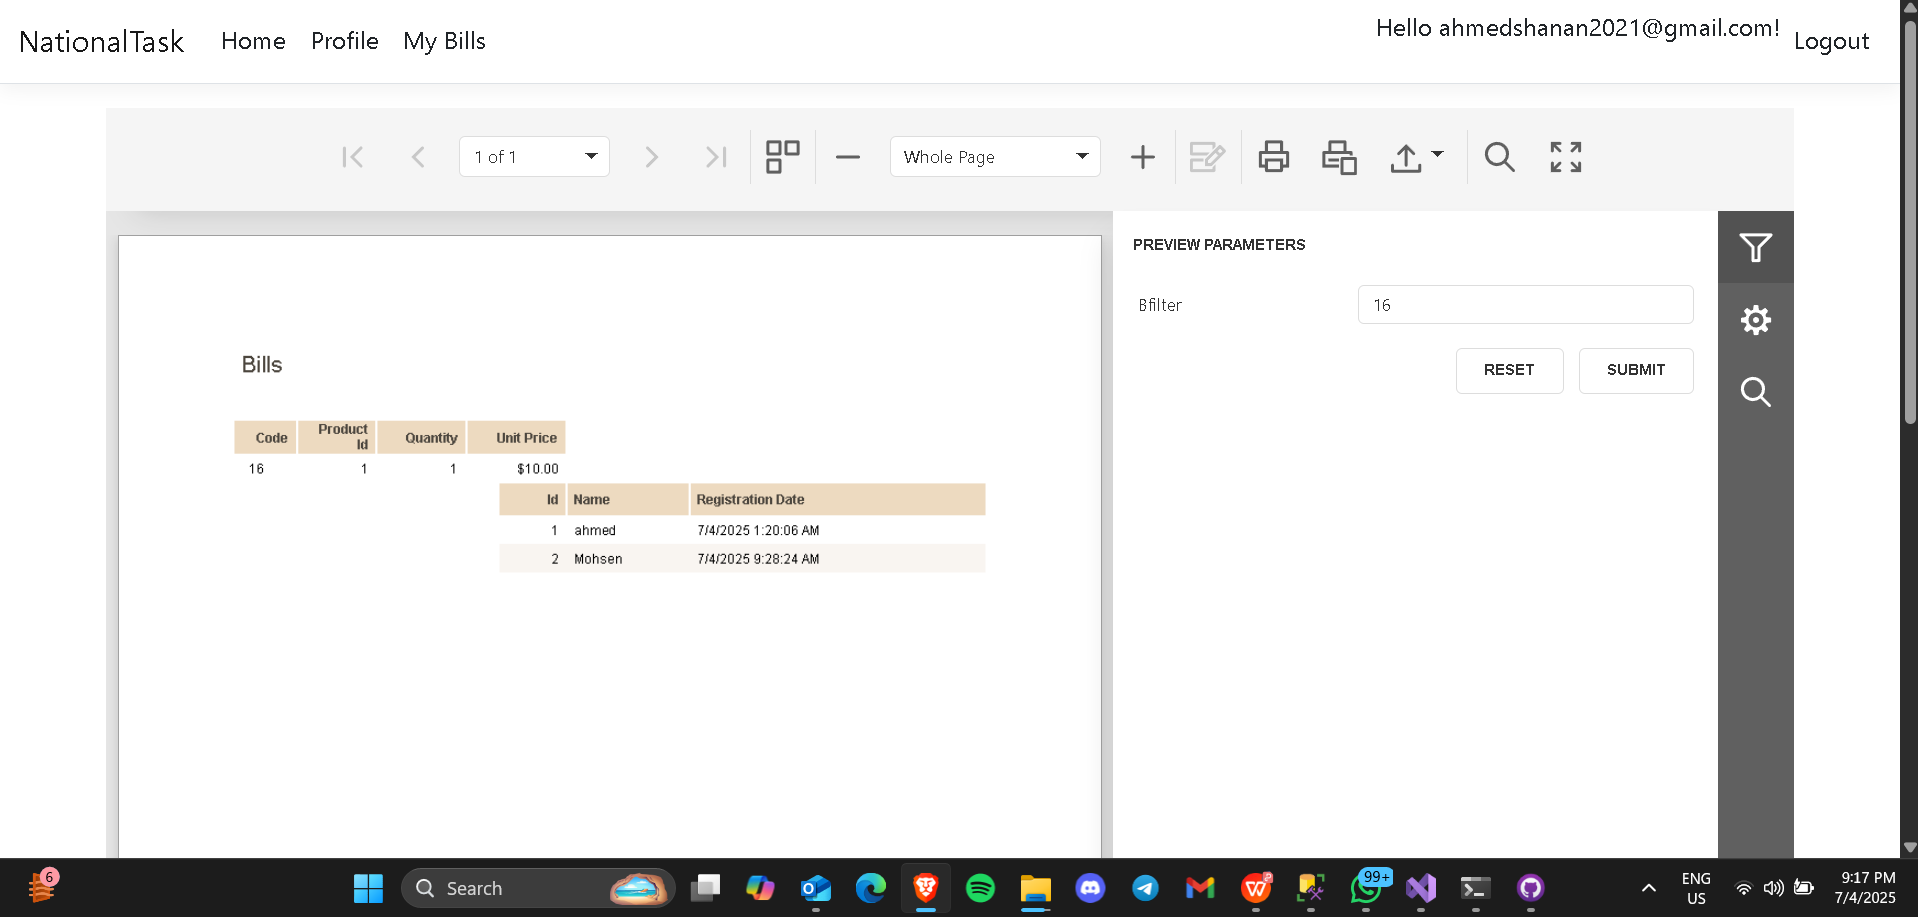 NationalTask Home Profile My Bills Hello ahmedshanan2021@gmail.com! Logout
1 of 1 Whole Page
PREVIEW PARAMETERS
Bfilter 16
RESET SUBMIT
Bills
Code Product Id Quantity Unit Price
16 1 1 $10.00
Id Name Registration Date
1 ahmed 7/4/2025 1:20:06 AM
2 Mohsen 7/4/2025 9:28:24 AM
6 Search 99+ ENG US 9:17 PM 7/4/2025